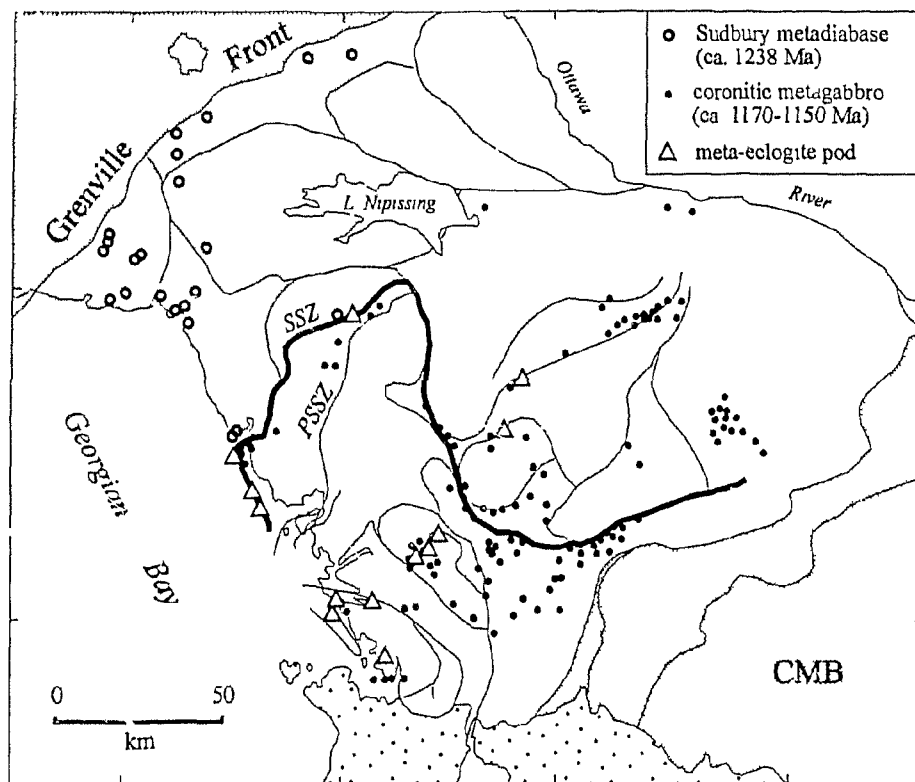 Sudbury metadiabase
(ca. 1238 Ma)
coronitic metagabbro
(ca 1170-1150 Ma)
meta-eclogite pod
Grenville Front
Ottawa
River
L Nipissing
SSZ
PSSZ
Georgian
Bay
CMB
0 50
km